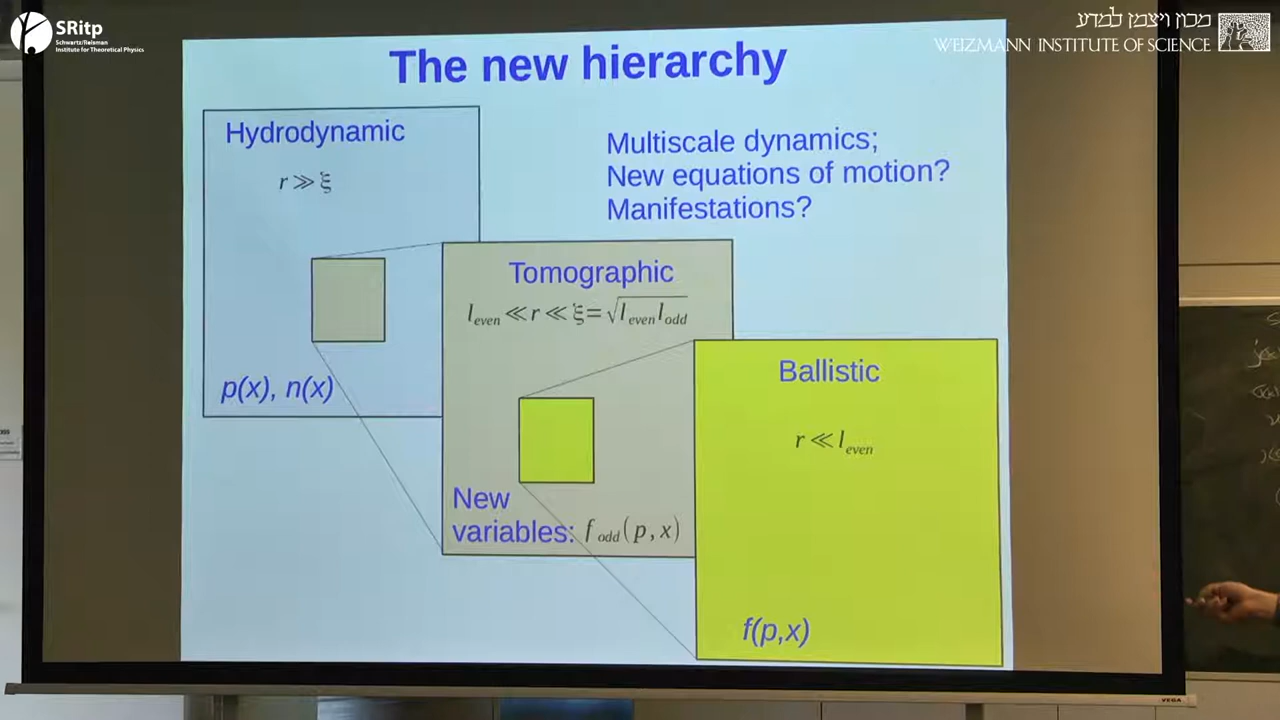 SRitp
Schwartz/Reisman
Institute for Theoretical Physics
מכון ויצמן למדע
WEIZMANN INSTITUTE OF SCIENCE
The new hierarchy
Hydrodynamic
r ≫ ξ
p(x), n(x)
Multiscale dynamics;
New equations of motion?
Manifestations?
Tomographic
l_even ≪ r ≪ ξ = √(l_even l_odd)
New
variables: f_odd(p, x)
Ballistic
r ≪ l_even
f(p,x)